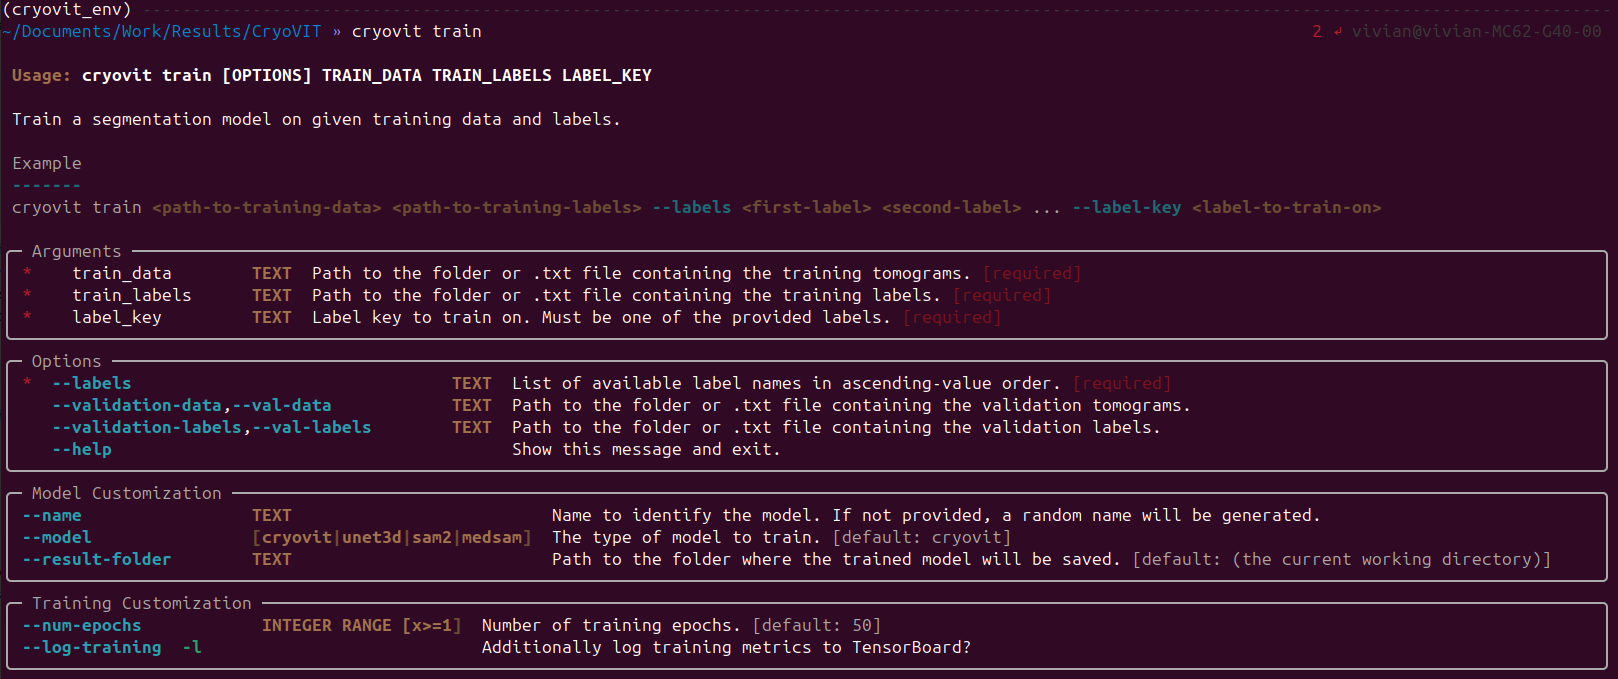 (cryovit_env)
~/Documents/Work/Results/CryoVIT » cryovit train 2 ↵ vivian@vivian-MC62-G40-00
Usage: cryovit train [OPTIONS] TRAIN_DATA TRAIN_LABELS LABEL_KEY
Train a segmentation model on given training data and labels.
Example
-------
cryovit train <path-to-training-data> <path-to-training-labels> --labels <first-label> <second-label> ... --label-key <label-to-train-on>
Arguments
* train_data TEXT Path to the folder or .txt file containing the training tomograms. [required]
* train_labels TEXT Path to the folder or .txt file containing the training labels. [required]
* label_key TEXT Label key to train on. Must be one of the provided labels. [required]
Options
* --labels TEXT List of available label names in ascending-value order. [required]
--validation-data,--val-data TEXT Path to the folder or .txt file containing the validation tomograms.
--validation-labels,--val-labels TEXT Path to the folder or .txt file containing the validation labels.
--help Show this message and exit.
Model Customization
--name TEXT Name to identify the model. If not provided, a random name will be generated.
--model [cryovit|unet3d|sam2|medsam] The type of model to train. [default: cryovit]
--result-folder TEXT Path to the folder where the trained model will be saved. [default: (the current working directory)]
Training Customization
--num-epochs INTEGER RANGE [x>=1] Number of training epochs. [default: 50]
--log-training -l Additionally log training metrics to TensorBoard?